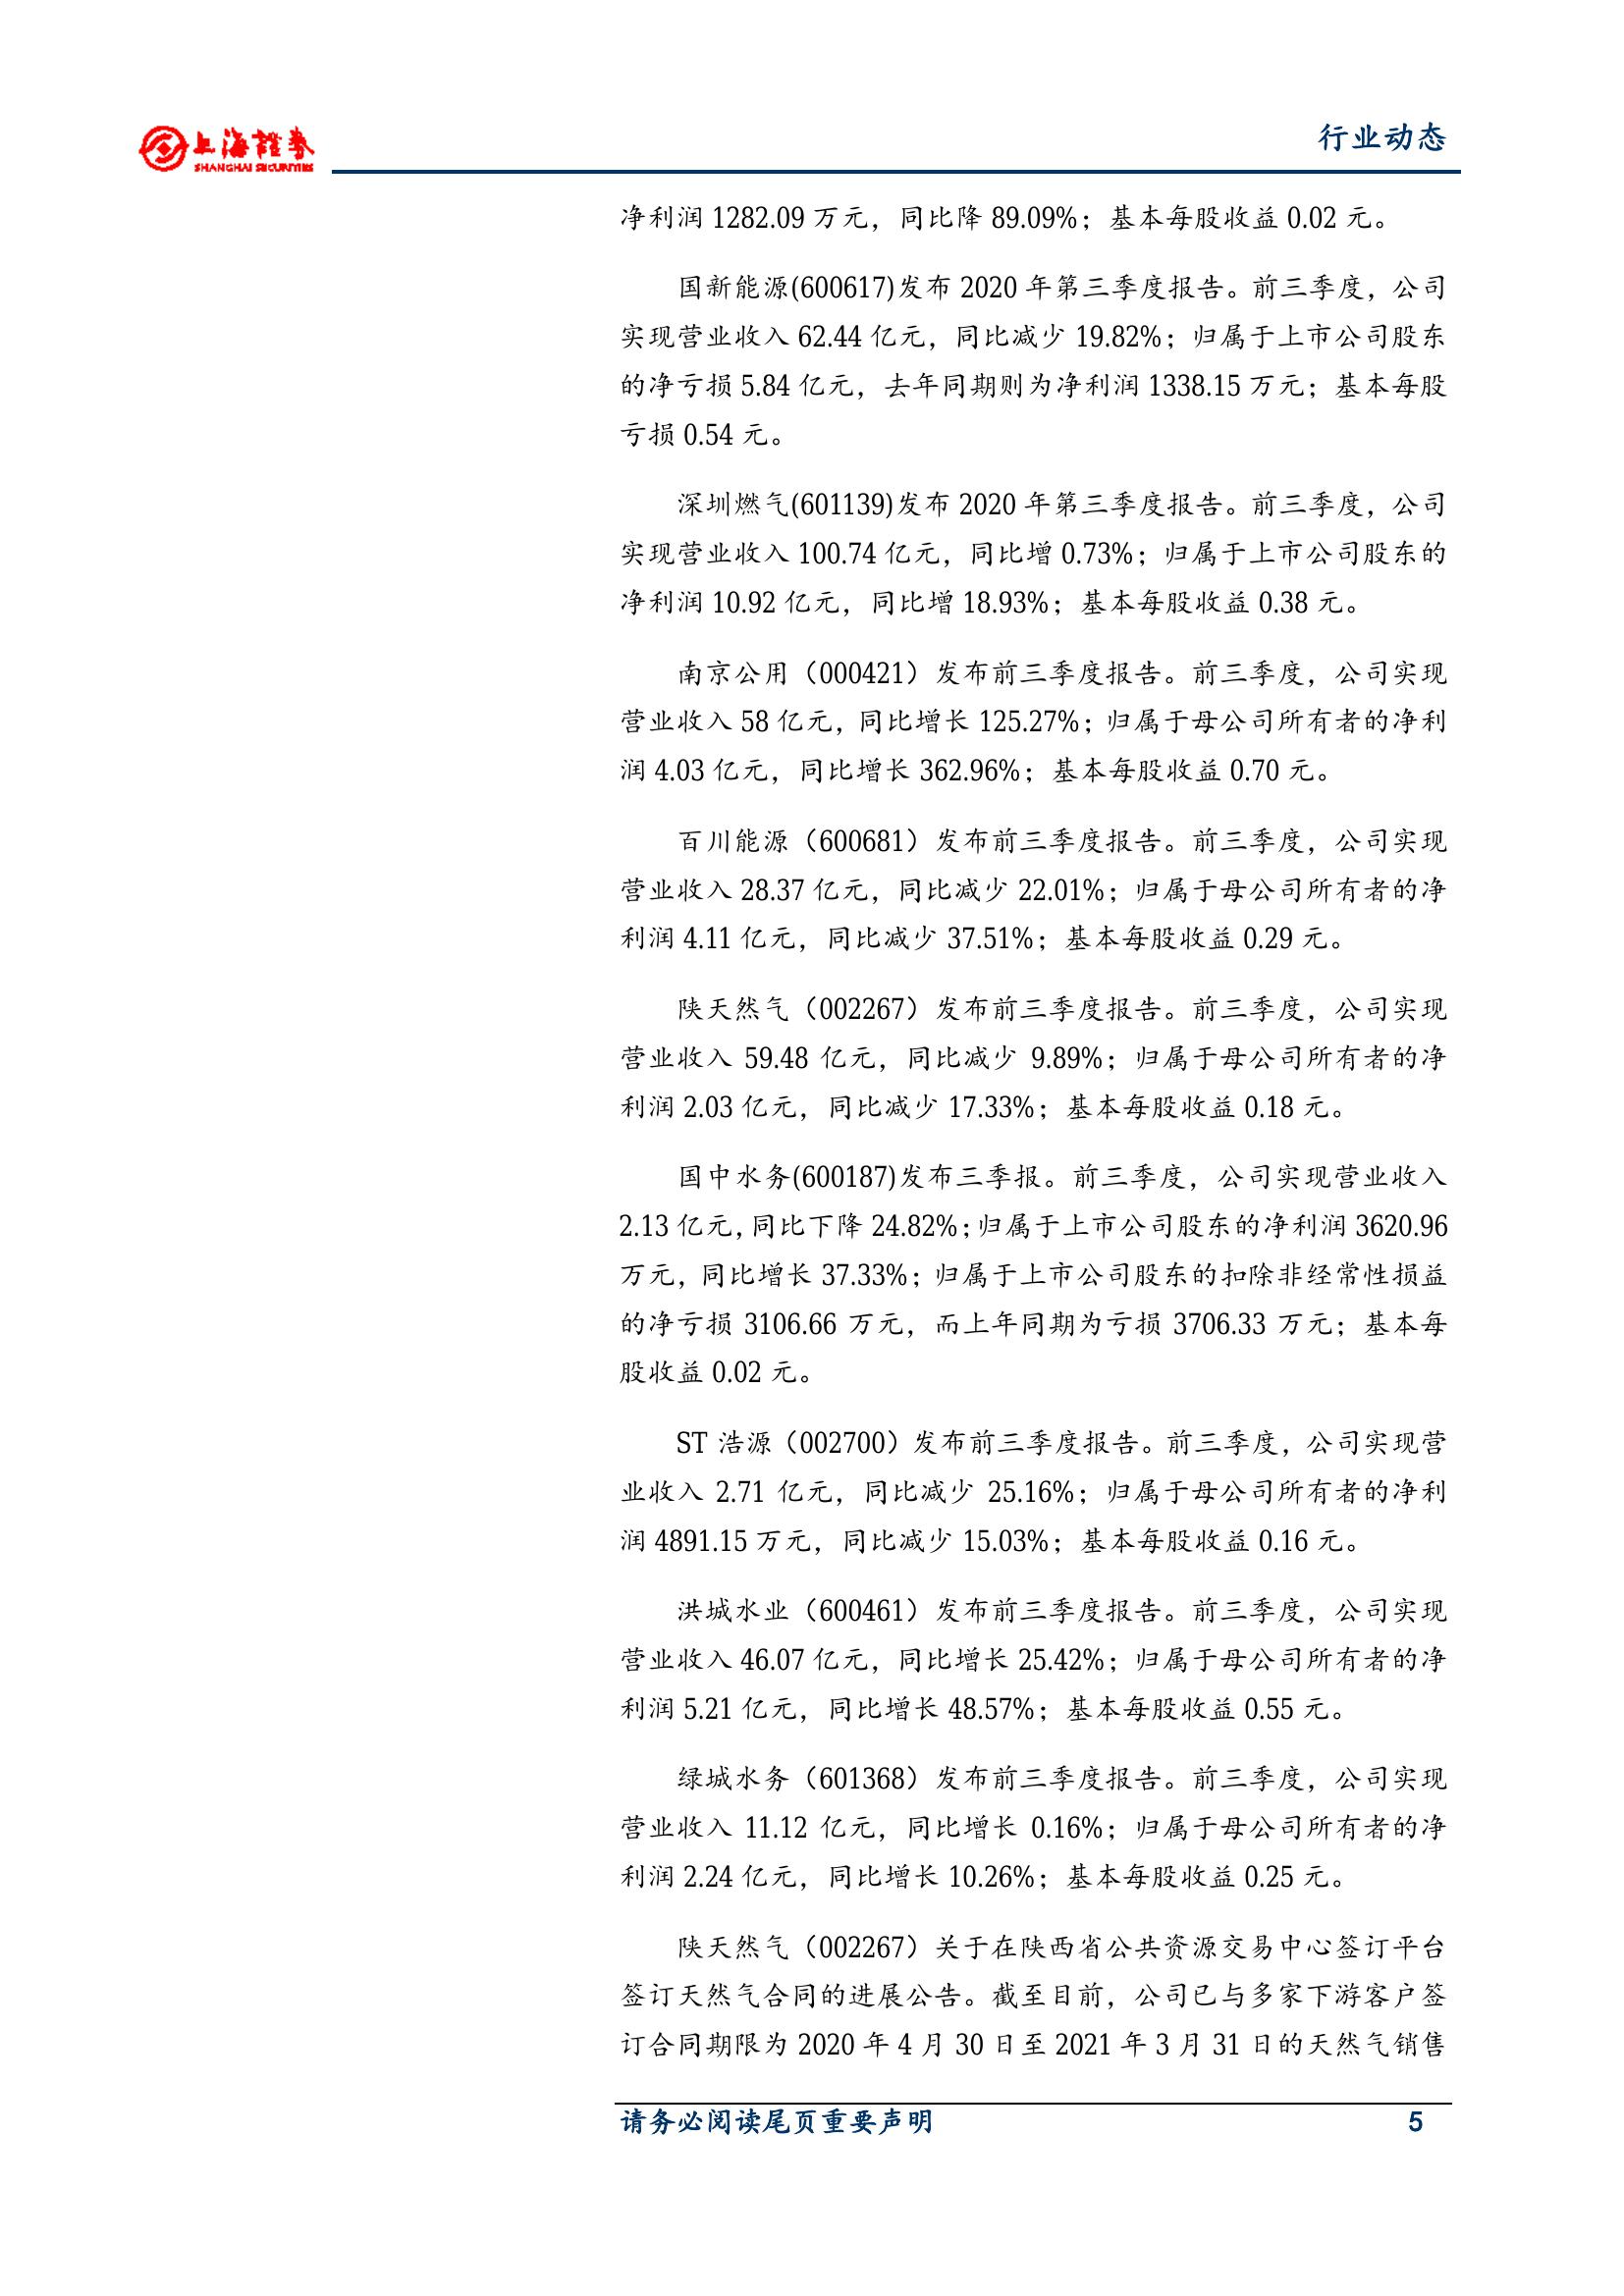 上海證券
SHANGHAI SECURITIES
行业动态
净利润 1282.09 万元，同比降 89.09%；基本每股收益 0.02 元。
国新能源(600617)发布 2020 年第三季度报告。前三季度，公司
实现营业收入 62.44 亿元，同比减少 19.82%；归属于上市公司股东
的净亏损 5.84 亿元，去年同期则为净利润 1338.15 万元；基本每股
亏损 0.54 元。
深圳燃气(601139)发布 2020 年第三季度报告。前三季度，公司
实现营业收入 100.74 亿元，同比增 0.73%；归属于上市公司股东的
净利润 10.92 亿元，同比增 18.93%；基本每股收益 0.38 元。
南京公用（000421）发布前三季度报告。前三季度，公司实现
营业收入 58 亿元，同比增长 125.27%；归属于母公司所有者的净利
润 4.03 亿元，同比增长 362.96%；基本每股收益 0.70 元。
百川能源（600681）发布前三季度报告。前三季度，公司实现
营业收入 28.37 亿元，同比减少 22.01%；归属于母公司所有者的净
利润 4.11 亿元，同比减少 37.51%；基本每股收益 0.29 元。
陕天然气（002267）发布前三季度报告。前三季度，公司实现
营业收入 59.48 亿元，同比减少 9.89%；归属于母公司所有者的净
利润 2.03 亿元，同比减少 17.33%；基本每股收益 0.18 元。
国中水务(600187)发布三季报。前三季度，公司实现营业收入
2.13 亿元，同比下降 24.82%；归属于上市公司股东的净利润 3620.96
万元，同比增长 37.33%；归属于上市公司股东的扣除非经常性损益
的净亏损 3106.66 万元，而上年同期为亏损 3706.33 万元；基本每
股收益 0.02 元。
ST 浩源（002700）发布前三季度报告。前三季度，公司实现营
业收入 2.71 亿元，同比减少 25.16%；归属于母公司所有者的净利
润 4891.15 万元，同比减少 15.03%；基本每股收益 0.16 元。
洪城水业（600461）发布前三季度报告。前三季度，公司实现
营业收入 46.07 亿元，同比增长 25.42%；归属于母公司所有者的净
利润 5.21 亿元，同比增长 48.57%；基本每股收益 0.55 元。
绿城水务（601368）发布前三季度报告。前三季度，公司实现
营业收入 11.12 亿元，同比增长 0.16%；归属于母公司所有者的净
利润 2.24 亿元，同比增长 10.26%；基本每股收益 0.25 元。
陕天然气（002267）关于在陕西省公共资源交易中心签订平台
签订天然气合同的进展公告。截至目前，公司已与多家下游客户签
订合同期限为 2020 年 4 月 30 日至 2021 年 3 月 31 日的天然气销售
请务必阅读尾页重要声明
5